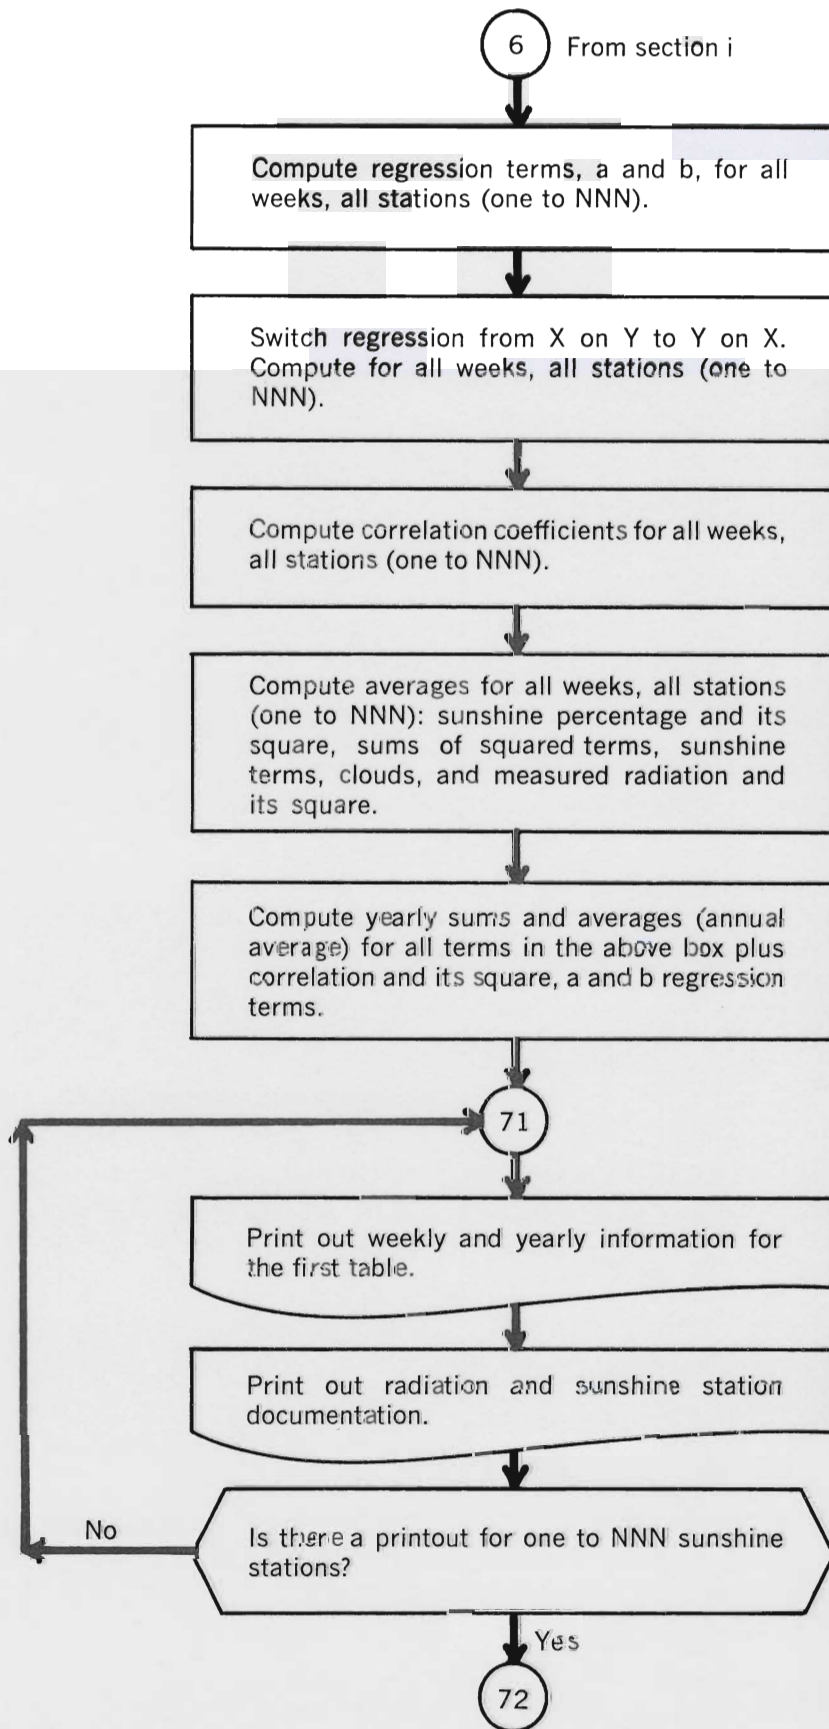 6 From section i
Compute regression terms, a and b, for all
weeks, all stations (one to NNN).
Switch regression from X on Y to Y on X.
Compute for all weeks, all stations (one to
NNN).
Compute correlation coefficients for all weeks,
all stations (one to NNN).
Compute averages for all weeks, all stations
(one to NNN): sunshine percentage and its
square, sums of squared terms, sunshine
terms, clouds, and measured radiation and
its square.
Compute yearly sums and averages (annual
average) for all terms in the above box plus
correlation and its square, a and b regression
terms.
71
Print out weekly and yearly information for
the first table.
Print out radiation and sunshine station
documentation.
No
Is there a printout for one to NNN sunshine
stations?
Yes
72